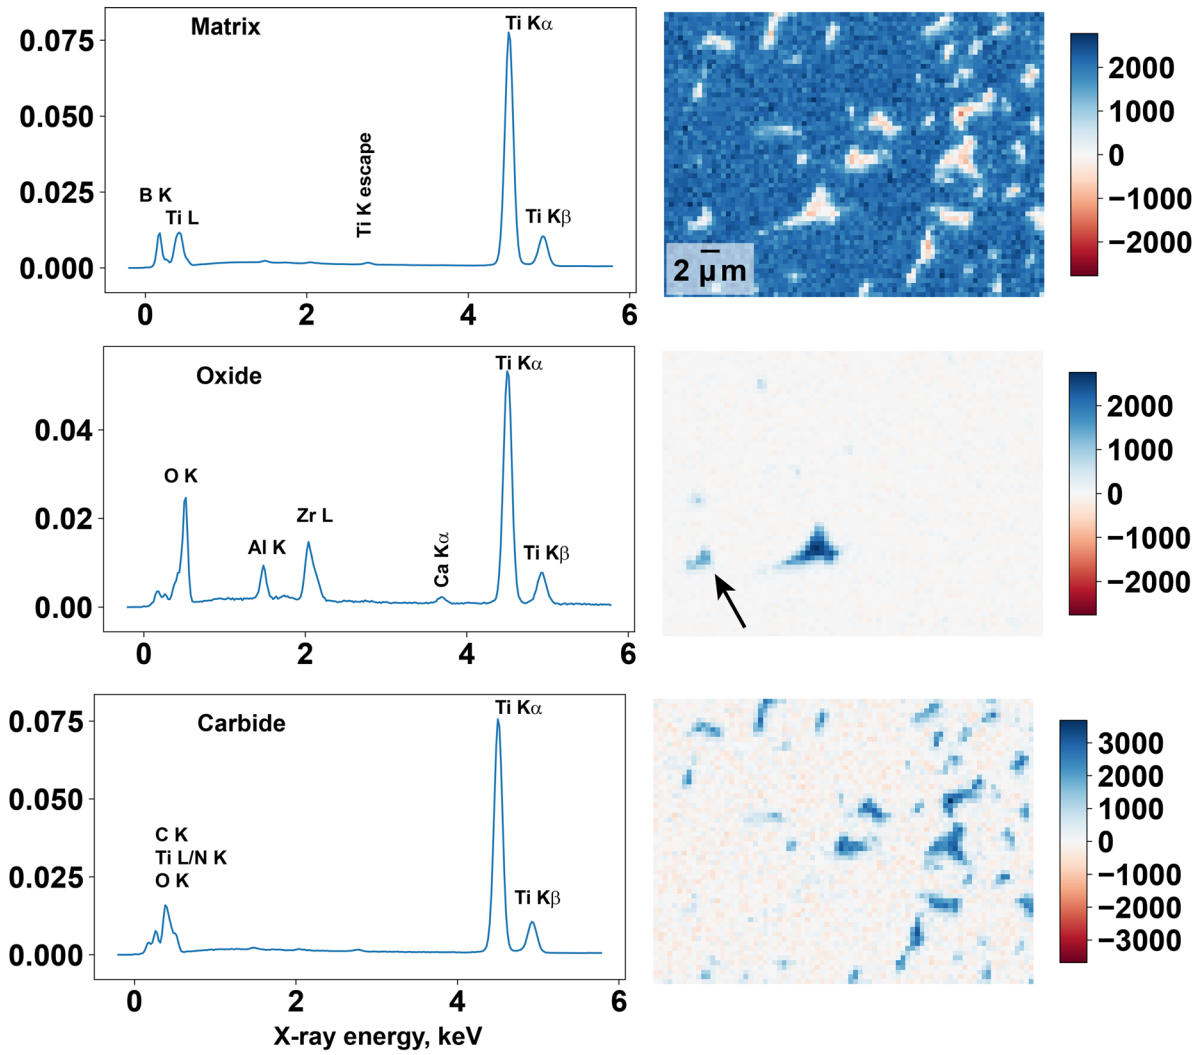 Matrix
Ti Kα
0.075
0.050
0.025
0.000
B K
Ti L
Ti K escape
Ti Kβ
0
2
4
6
2 µm
2000
1000
0
−1000
−2000
Oxide
Ti Kα
0.04
0.02
0.00
O K
Al K
Zr L
Ca Kα
Ti Kβ
0
2
4
6
2000
1000
0
−1000
−2000
Carbide
Ti Kα
0.075
0.050
0.025
0.000
C K
Ti L/N K
O K
Ti Kβ
0
2
4
6
X-ray energy, keV
3000
2000
1000
0
−1000
−2000
−3000